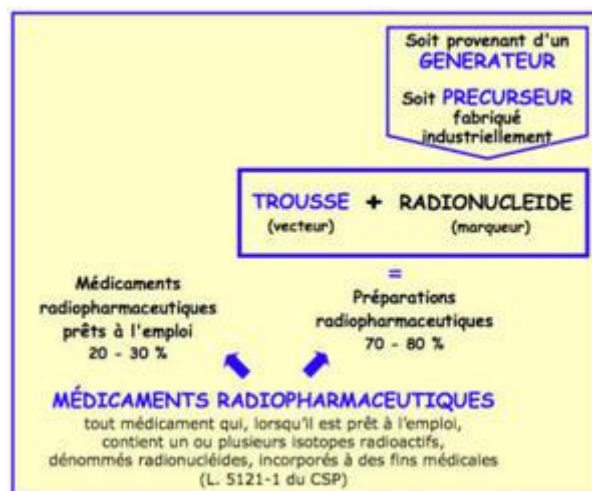 Soit provenant d'un
GENERATEUR
Soit PRECURSEUR
fabriqué
industriellement
TROUSSE + RADIONUCLEIDE
(vecteur) (marqueur)
=
Médicaments
radiopharmaceutiques
prêts à l'emploi
20 - 30 %
Préparations
radiopharmaceutiques
70 - 80 %
MÉDICAMENTS RADIOPHARMACEUTIQUES
tout médicament qui, lorsqu'il est prêt à l'emploi,
contient un ou plusieurs isotopes radioactifs,
dénommés radionucléides, incorporés à des fins médicales
(L. 5121-1 du CSP)